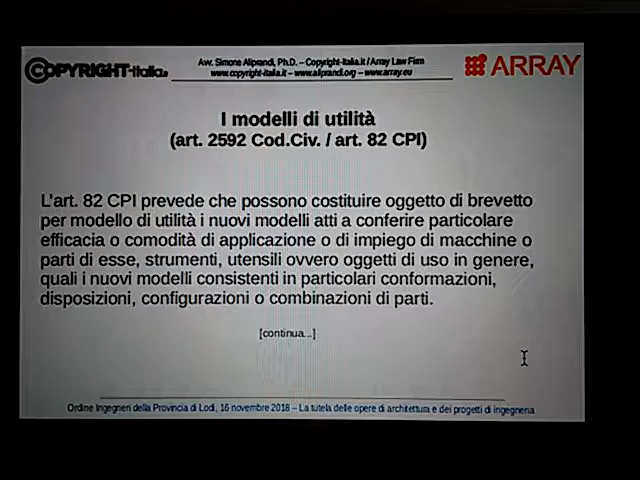 COPYRIGHT-Italia.it
Avv. Simone Aliprandi, Ph.D. – Copyright-Italia.it / Array Law Firm
www.copyright-italia.it – www.aliprandi.org – www.array.eu
ARRAY
I modelli di utilità
(art. 2592 Cod.Civ. / art. 82 CPI)
L'art. 82 CPI prevede che possono costituire oggetto di brevetto
per modello di utilità i nuovi modelli atti a conferire particolare
efficacia o comodità di applicazione o di impiego di macchine o
parti di esse, strumenti, utensili ovvero oggetti di uso in genere,
quali i nuovi modelli consistenti in particolari conformazioni,
disposizioni, configurazioni o combinazioni di parti.
[continua...]
Ordine Ingegneri della Provincia di Lodi, 16 novembre 2018 – La tutela delle opere di architettura e dei progetti di ingegneria